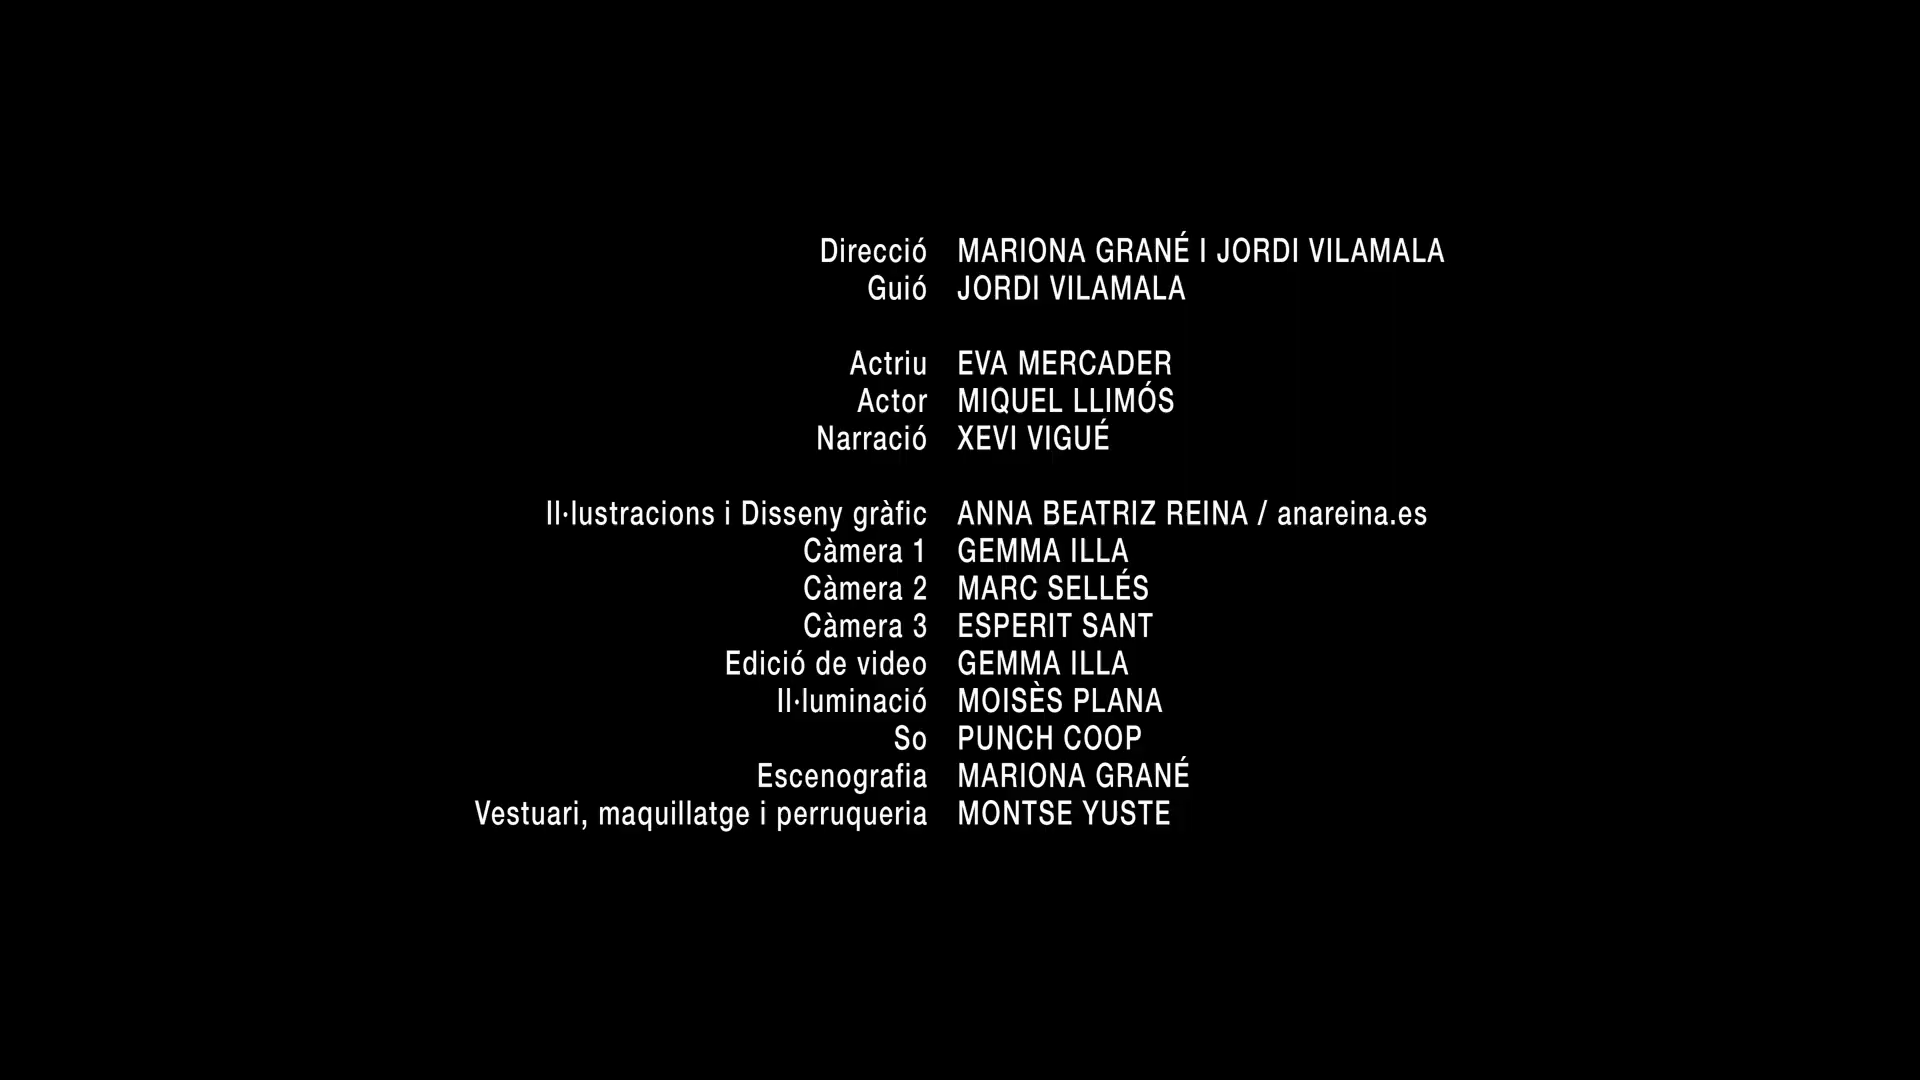 Direcció MARIONA GRANÉ I JORDI VILAMALA
Guió JORDI VILAMALA
Actriu EVA MERCADER
Actor MIQUEL LLIMÓS
Narració XEVI VIGUÉ
Il·lustracions i Disseny gràfic ANNA BEATRIZ REINA / anareina.es
Càmera 1 GEMMA ILLA
Càmera 2 MARC SELLÉS
Càmera 3 ESPERIT SANT
Edició de video GEMMA ILLA
Il·luminació MOISÈS PLANA
So PUNCH COOP
Escenografia MARIONA GRANÉ
Vestuari, maquillatge i perruqueria MONTSE YUSTE